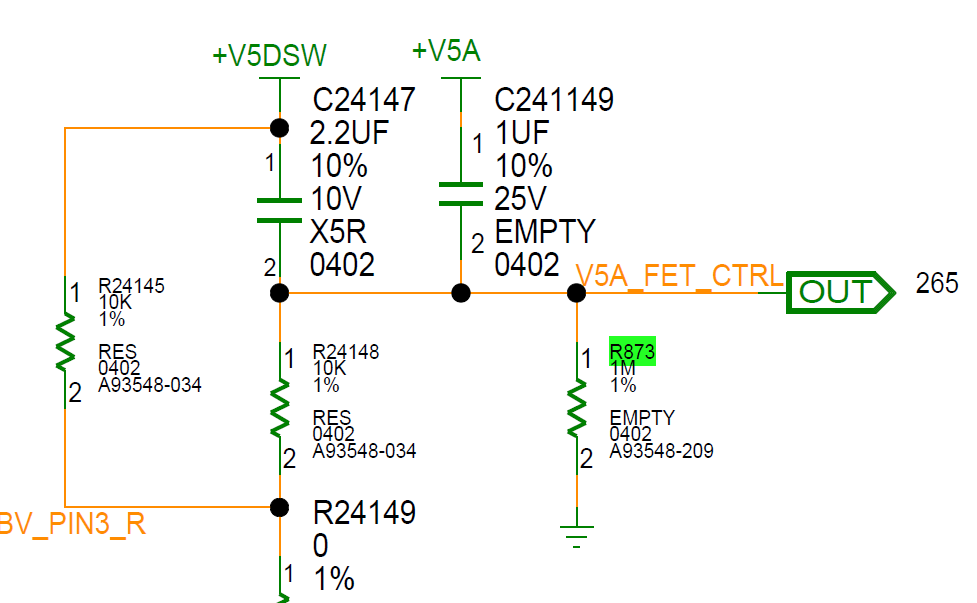 +V5DSW
+V5A
C24147
2.2UF
10%
10V
X5R
0402
1
2
C241149
1UF
10%
25V
EMPTY
0402
1
2
V5A_FET_CTRL
OUT
265
1
R24145
10K
1%
RES
0402
A93548-034
2
1
R24148
10K
1%
RES
0402
A93548-034
2
1
R873
1M
1%
EMPTY
0402
A93548-209
2
BV_PIN3_R
R24149
0
1%
1